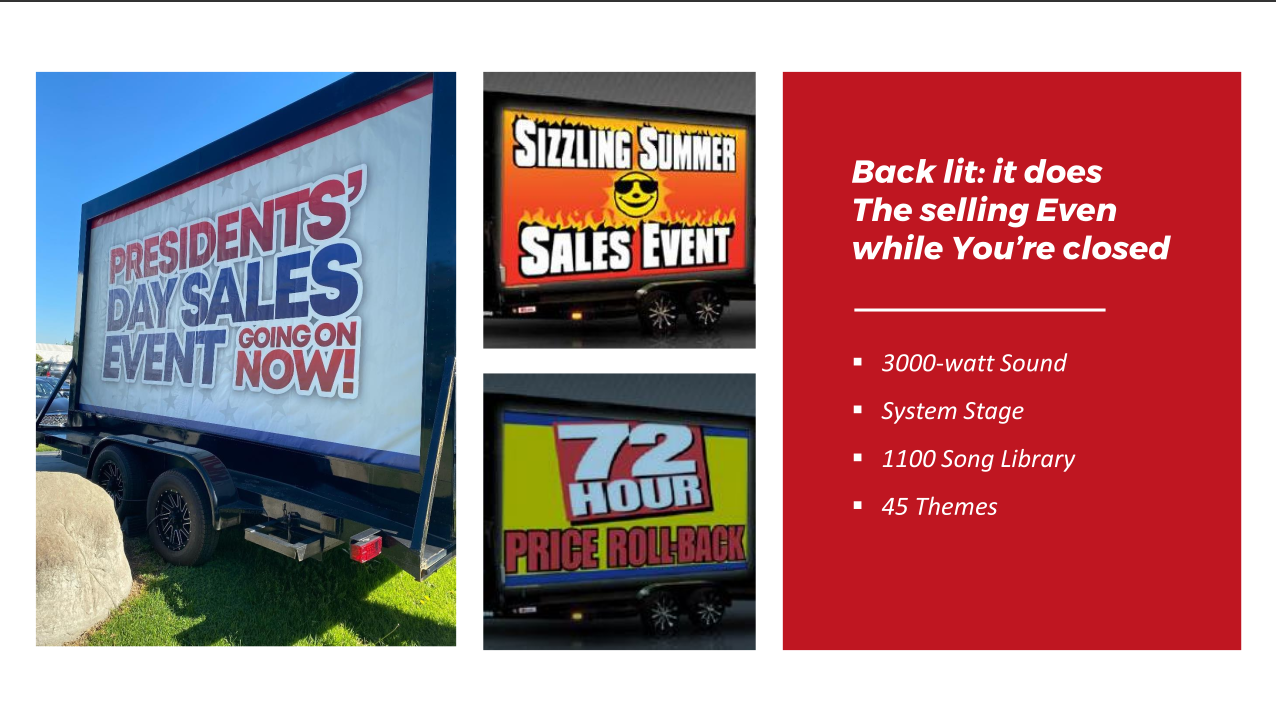 PRESIDENTS'
DAY SALES
EVENT GOING ON
NOW!
SIZZLING SUMMER
SALES EVENT
72
HOUR
PRICE ROLL-BACK
Back lit: it does
The selling Even
while You’re closed
▪ 3000-watt Sound
▪ System Stage
▪ 1100 Song Library
▪ 45 Themes